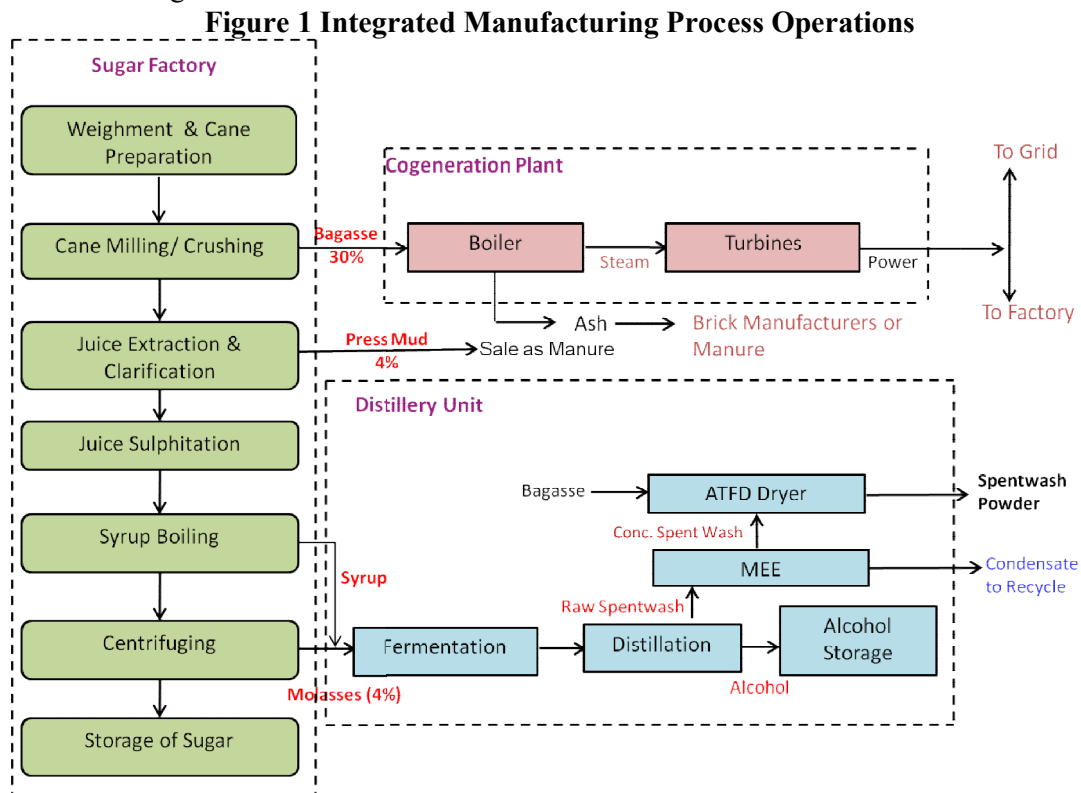 Figure 1 Integrated Manufacturing Process Operations
Sugar Factory
Weighment & Cane
Preparation
Cane Milling/ Crushing
Juice Extraction &
Clarification
Juice Sulphitation
Syrup Boiling
Centrifuging
Storage of Sugar
Bagasse
30%
Press Mud
4%
Sale as Manure
Syrup
Molasses (4%)
Cogeneration Plant
Boiler
Steam
Turbines
Power
To Grid
To Factory
Ash
Brick Manufacturers or
Manure
Distillery Unit
Bagasse
ATFD Dryer
Spentwash
Powder
Conc. Spent Wash
MEE
Condensate
to Recycle
Raw Spentwash
Fermentation
Distillation
Alcohol
Alcohol
Storage